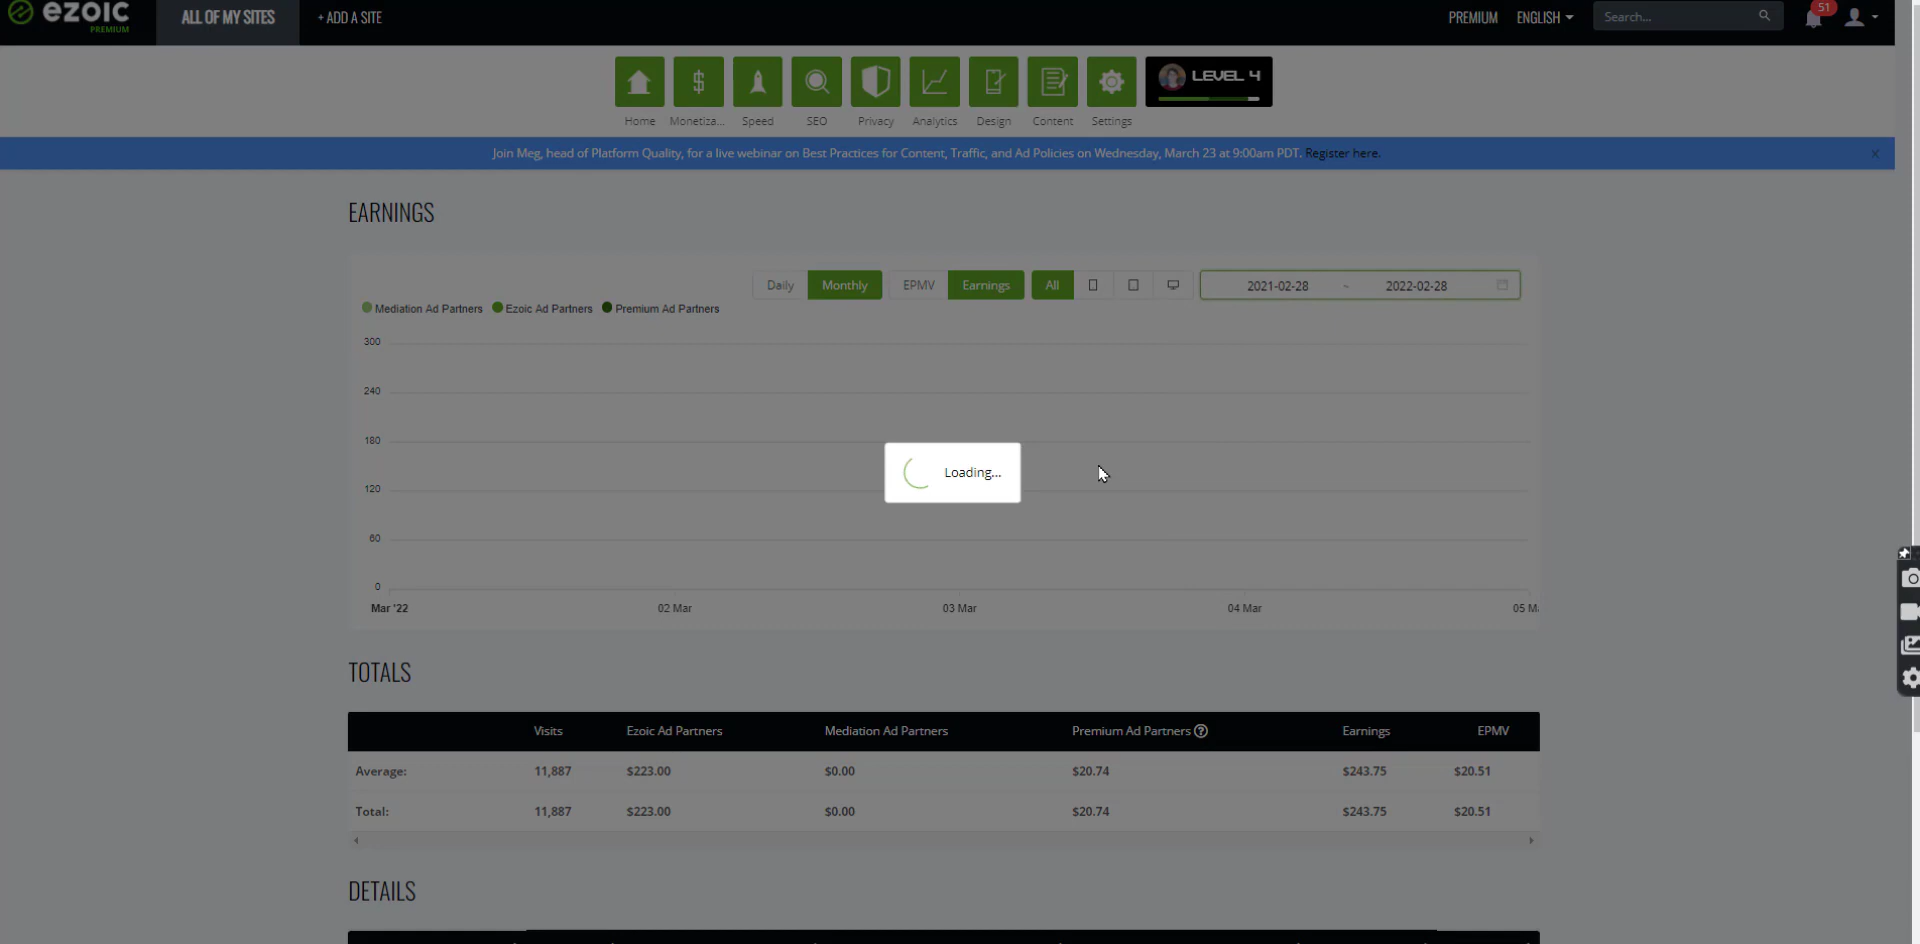 ezoic ALL OF MY SITES + ADD A SITE PREMIUM ENGLISH Search... 51
PREMIUM
LEVEL 4
Home Monetiza... Speed SEO Privacy Analytics Design Content Settings
Join Meg, head of Platform Quality, for a live webinar on Best Practices for Content, Traffic, and Ad Policies on Wednesday, March 23 at 9:00am PDT. Register here. ×
EARNINGS
Daily Monthly EPMV Earnings All 2021-02-28 ~ 2022-02-28
Mediation Ad Partners Ezoic Ad Partners Premium Ad Partners
300
240
180
Loading...
120
60
0
Mar '22 02 Mar 03 Mar 04 Mar 05 M
TOTALS
Visits Ezoic Ad Partners Mediation Ad Partners Premium Ad Partners ? Earnings EPMV
Average: 11,887 $223.00 $0.00 $20.74 $243.75 $20.51
Total: 11,887 $223.00 $0.00 $20.74 $243.75 $20.51
DETAILS